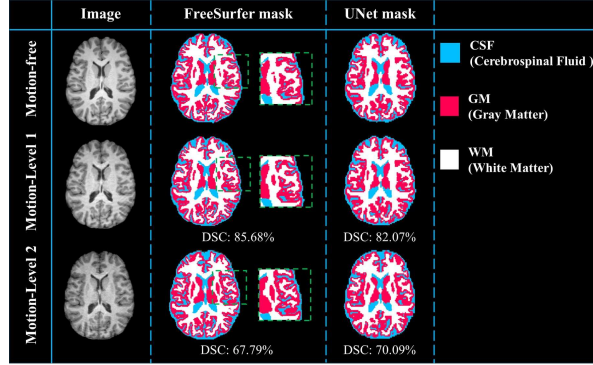 Image
FreeSurfer mask
UNet mask
Motion-free
CSF
(Cerebrospinal Fluid )
GM
(Gray Matter)
WM
(White Matter)
Motion-Level 1
DSC: 85.68%
DSC: 82.07%
Motion-Level 2
DSC: 67.79%
DSC: 70.09%